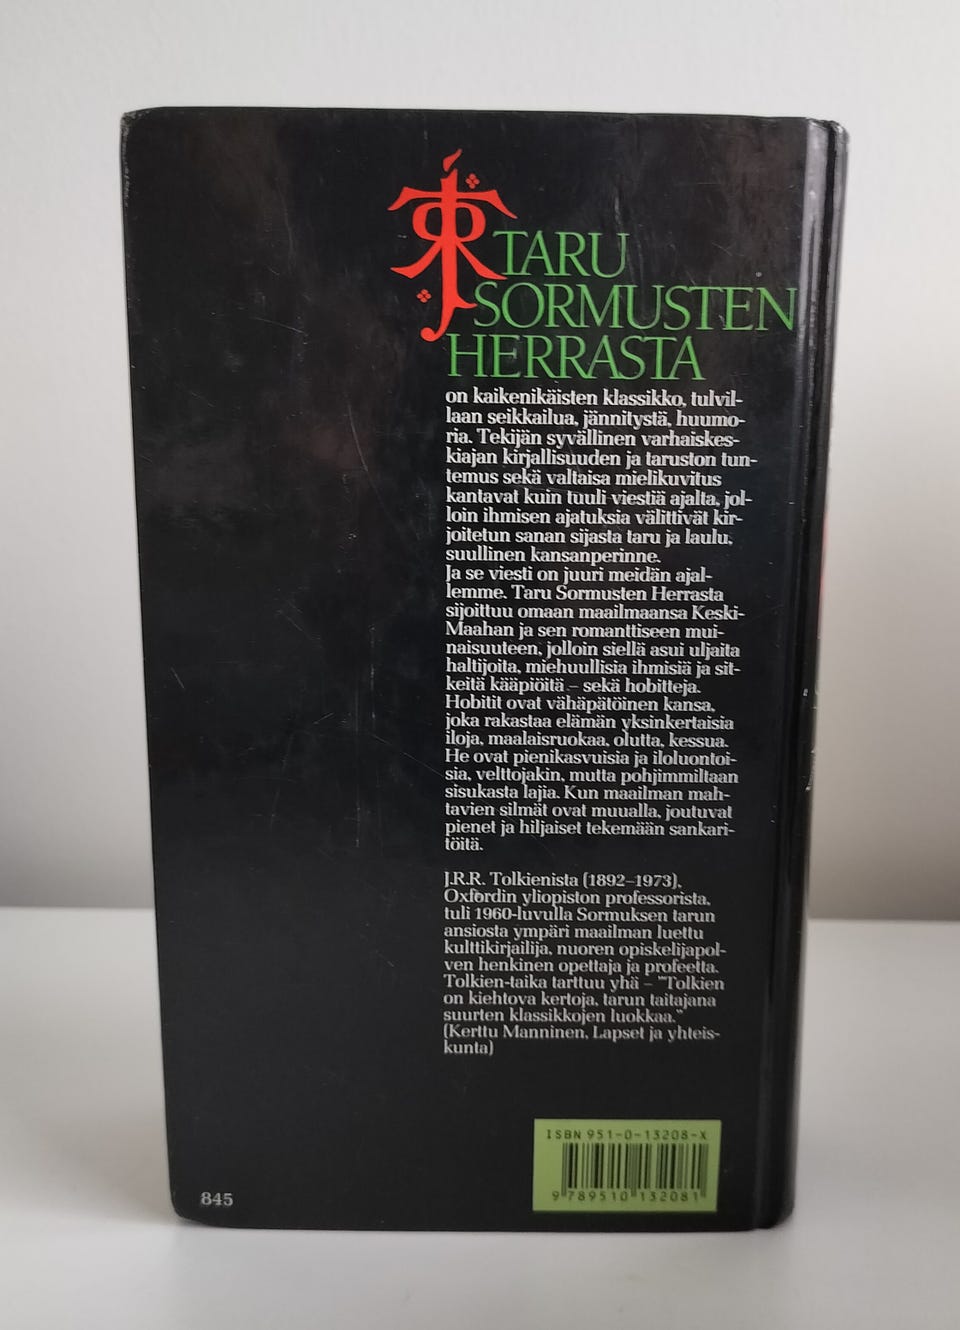 TARU
SORMUSTEN
HERRASTA
on kaikenikäisten klassikko, tulvil-
laan seikkailua, jännitystä, huumo-
ria. Tekijän syvällinen varhaiskes-
kiajan kirjallisuuden ja taruston tun-
temus sekä valtaisa mielikuvitus
kantavat kuin tuuli viestiä ajalta, jol-
loin ihmisen ajatuksia välittivät kir-
joitetun sanan sijasta taru ja laulu,
suullinen kansanperinne.
Ja se viesti on juuri meidän ajal-
lemme. Taru Sormusten Herrasta
sijoittuu omaan maailmaansa Keski-
Maahan ja sen romanttiseen mui-
naisuuteen, jolloin siellä asui uljaita
haltijoita, miehuullisia ihmisiä ja sit-
keitä kääpiöitä – sekä hobitteja.
Hobitit ovat vähäpätöinen kansa,
joka rakastaa elämän yksinkertaisia
iloja, maalaisruokaa, olutta, kessua.
He ovat pienikasvuisia ja iloluontoi-
sia, velttojakin, mutta pohjimmiltaan
sisukasta lajia. Kun maailman mah-
tavien silmät ovat muualla, joutuvat
pienet ja hiljaiset tekemään sankari-
töitä.
J.R.R. Tolkienista (1892–1973),
Oxfordin yliopiston professorista,
tuli 1960-luvulla Sormuksen tarun
ansiosta ympäri maailman luettu
kulttikirjailija, nuoren opiskelijapol-
ven henkinen opettaja ja profeetta.
Tolkien-taika tarttuu yhä – "Tolkien
on kiehtova kertoja, tarun taitajana
suurten klassikkojen luokkaa."
(Kerttu Manninen, Lapset ja yhteis-
kunta)
ISBN 951-0-13208-X
9 789510 132081
845